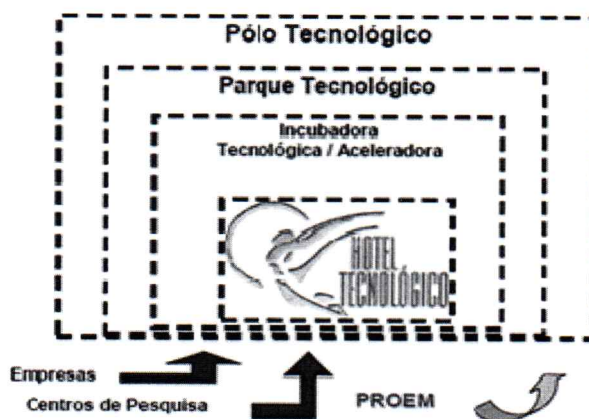 Pólo Tecnológico
Parque Tecnológico
Incubadora
Tecnológica / Aceleradora
HOTEL
TECNOLÓGICO
Empresas
Centros de Pesquisa
PROEM